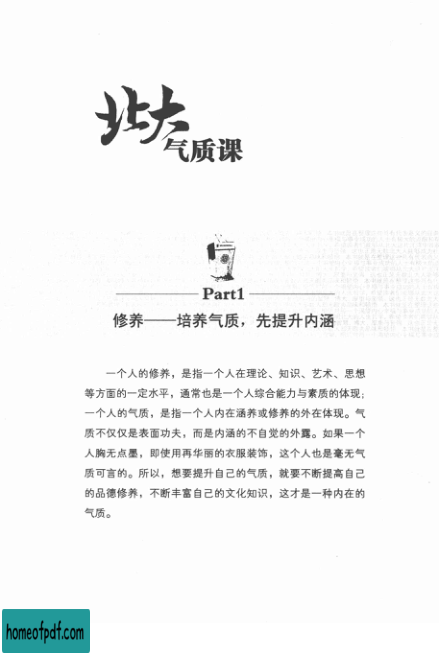 北大
气质课
Part1
修养——培养气质，先提升内涵
一个人的修养，是指一个人在理论、知识、艺术、思想
等方面的一定水平，通常也是一个人综合能力与素质的体现；
一个人的气质，是指一个人内在涵养或修养的外在体现。气
质不仅仅是表面功夫，而是内涵的不自觉的外露。如果一个
人胸无点墨，即使用再华丽的衣服装饰，这个人也是毫无气
质可言的。所以，想要提升自己的气质，就要不断提高自己
的品德修养，不断丰富自己的文化知识，这才是一种内在的
气质。
homeofpdf.com